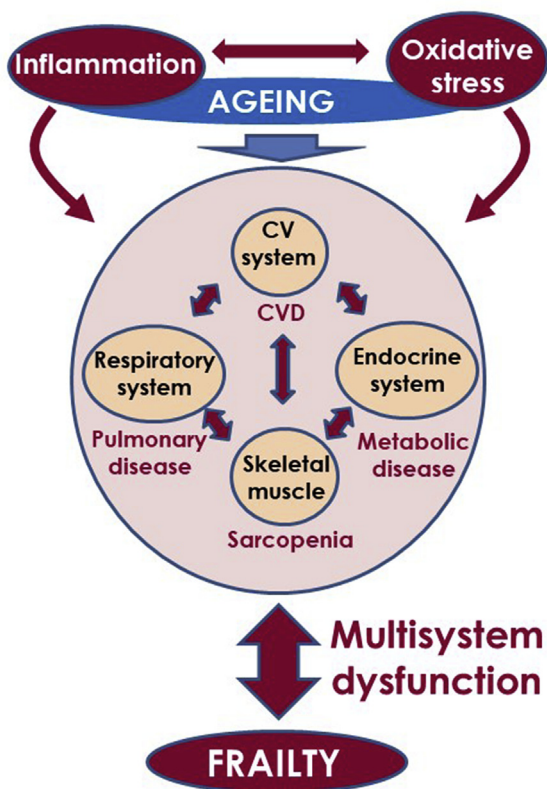 Inflammation
Oxidative
stress
AGEING
CV
system
CVD
Respiratory
system
Endocrine
system
Pulmonary
disease
Metabolic
disease
Skeletal
muscle
Sarcopenia
Multisystem
dysfunction
FRAILTY